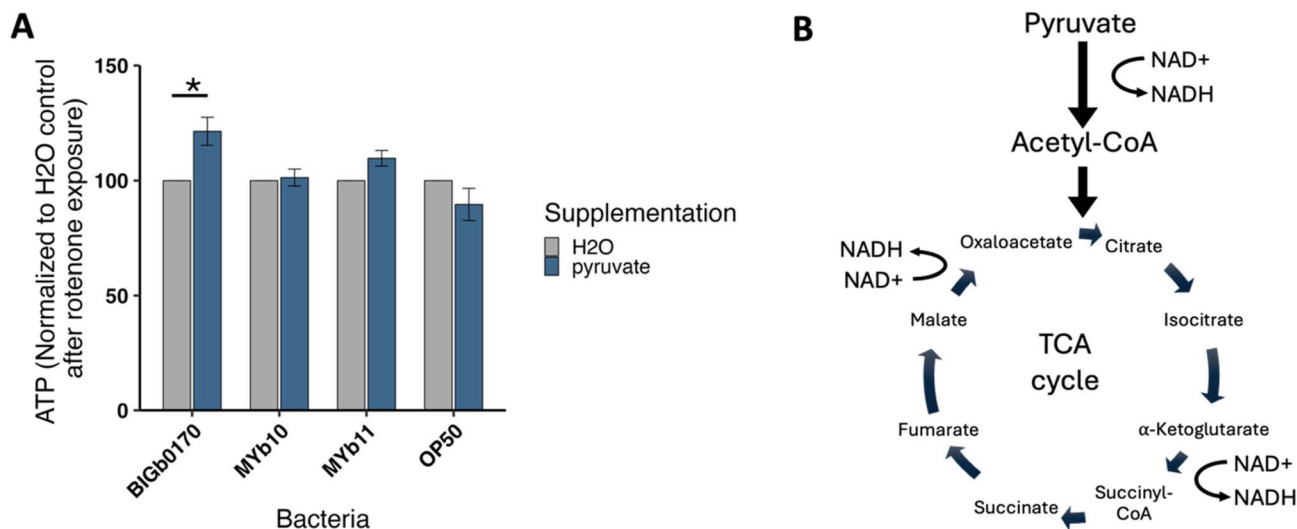 A
ATP (Normalized to H2O control
after rotenone exposure)
150
100
50
0
*
BIGb0170
MYb10
MYb11
OP50
Bacteria
Supplementation
H2O
pyruvate
B
Pyruvate
NAD+
NADH
Acetyl-CoA
Oxaloacetate
Citrate
NADH
NAD+
Malate
Isocitrate
TCA
cycle
Fumarate
α-Ketoglutarate
NAD+
NADH
Succinate
Succinyl-
CoA